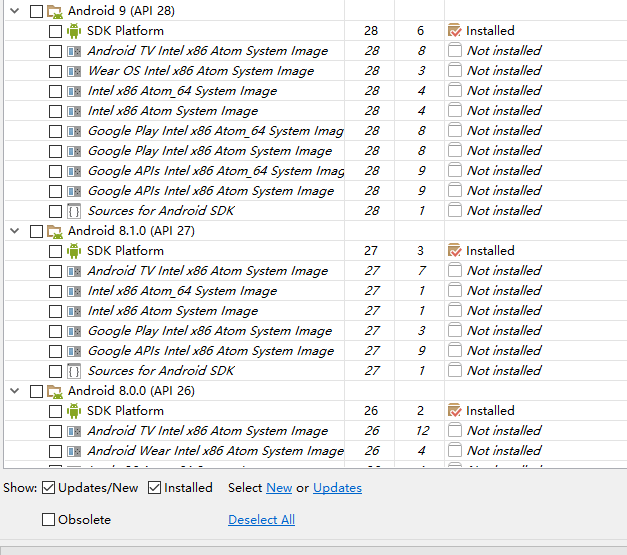 Android 9 (API 28)
SDK Platform 28 6 Installed
Android TV Intel x86 Atom System Image 28 8 Not installed
Wear OS Intel x86 Atom System Image 28 3 Not installed
Intel x86 Atom_64 System Image 28 4 Not installed
Intel x86 Atom System Image 28 4 Not installed
Google Play Intel x86 Atom_64 System Imag 28 8 Not installed
Google Play Intel x86 Atom System Image 28 8 Not installed
Google APIs Intel x86 Atom_64 System Imag 28 9 Not installed
Google APIs Intel x86 Atom System Image 28 9 Not installed
Sources for Android SDK 28 1 Not installed
Android 8.1.0 (API 27)
SDK Platform 27 3 Installed
Android TV Intel x86 Atom System Image 27 7 Not installed
Intel x86 Atom_64 System Image 27 1 Not installed
Intel x86 Atom System Image 27 1 Not installed
Google Play Intel x86 Atom System Image 27 3 Not installed
Google APIs Intel x86 Atom System Image 27 9 Not installed
Sources for Android SDK 27 1 Not installed
Android 8.0.0 (API 26)
SDK Platform 26 2 Installed
Android TV Intel x86 Atom System Image 26 12 Not installed
Android Wear Intel x86 Atom System Image 26 4 Not installed
Show: Updates/New Installed Select New or Updates
Obsolete Deselect All